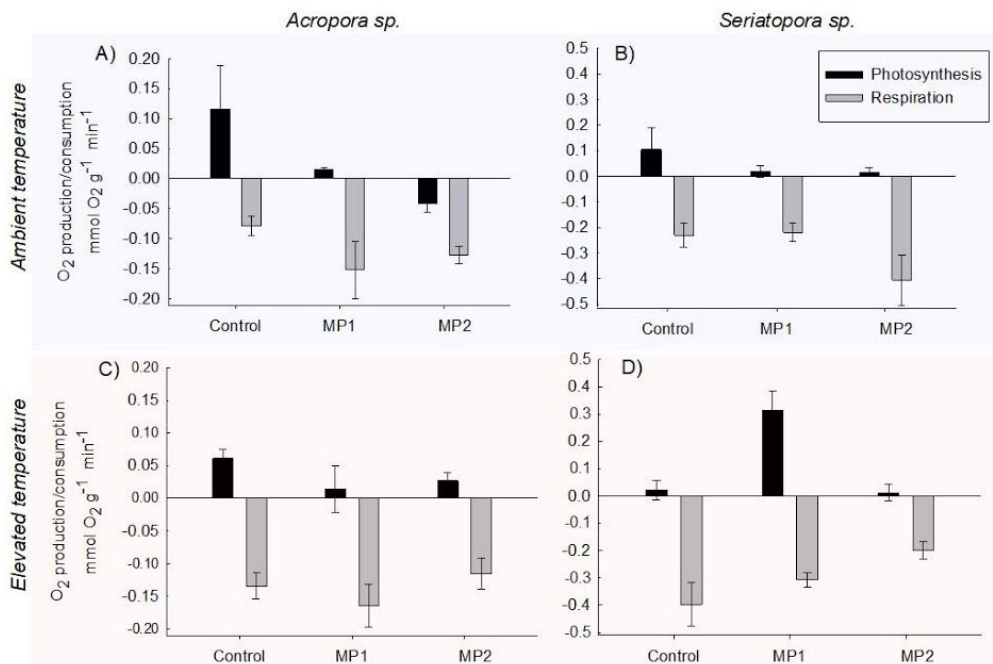 Acropora sp.
Seriatopora sp.
Ambient temperature
O₂ production/consumption
mmol O₂ g⁻¹ min⁻¹
A)
0.20
0.15
0.10
0.05
0.00
-0.05
-0.10
-0.15
-0.20
Control MP1 MP2
B)
0.5
0.4
0.3
0.2
0.1
0.0
-0.1
-0.2
-0.3
-0.4
-0.5
Photosynthesis
Respiration
Control MP1 MP2
Elevated temperature
O₂ production/consumption
mmol O₂ g⁻¹ min⁻¹
C)
0.20
0.15
0.10
0.05
0.00
-0.05
-0.10
-0.15
-0.20
Control MP1 MP2
D)
0.5
0.4
0.3
0.2
0.1
0.0
-0.1
-0.2
-0.3
-0.4
-0.5
Control MP1 MP2